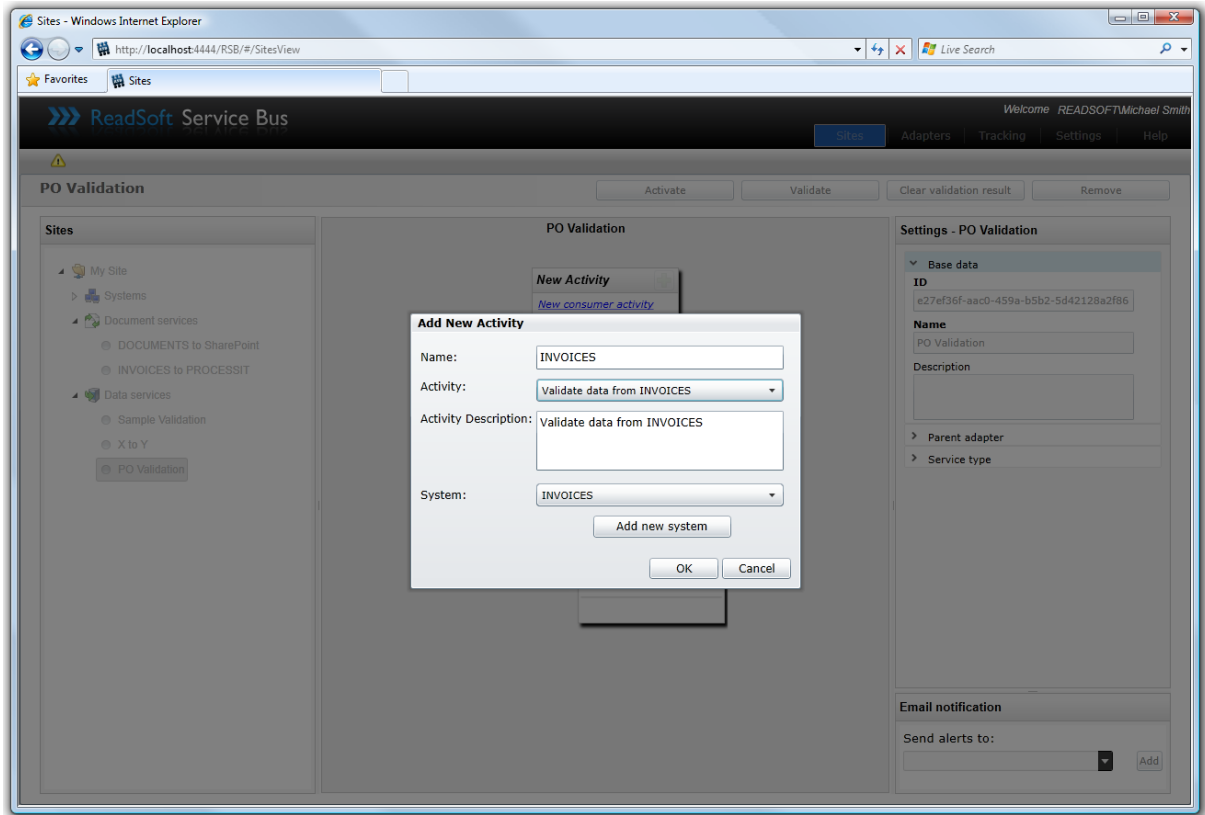 Sites - Windows Internet Explorer
http://localhost:4444/RSB/#/SitesView
Live Search
Favorites
Sites
ReadSoft Service Bus
Welcome READSOFT\Michael Smith
Sites Adapters Tracking Settings Help
PO Validation
Activate Validate Clear validation result Remove
Sites
My Site
Systems
Document services
DOCUMENTS to SharePoint
INVOICES to PROCESSIT
Data services
Sample Validation
X to Y
PO Validation
PO Validation
New Activity
New consumer activity
Add New Activity
Name: INVOICES
Activity: Validate data from INVOICES
Activity Description: Validate data from INVOICES
System: INVOICES
Add new system
OK Cancel
Settings - PO Validation
Base data
ID
e27ef36f-aac0-459a-b5b2-5d42128a2f86
Name
PO Validation
Description
Parent adapter
Service type
Email notification
Send alerts to:
Add